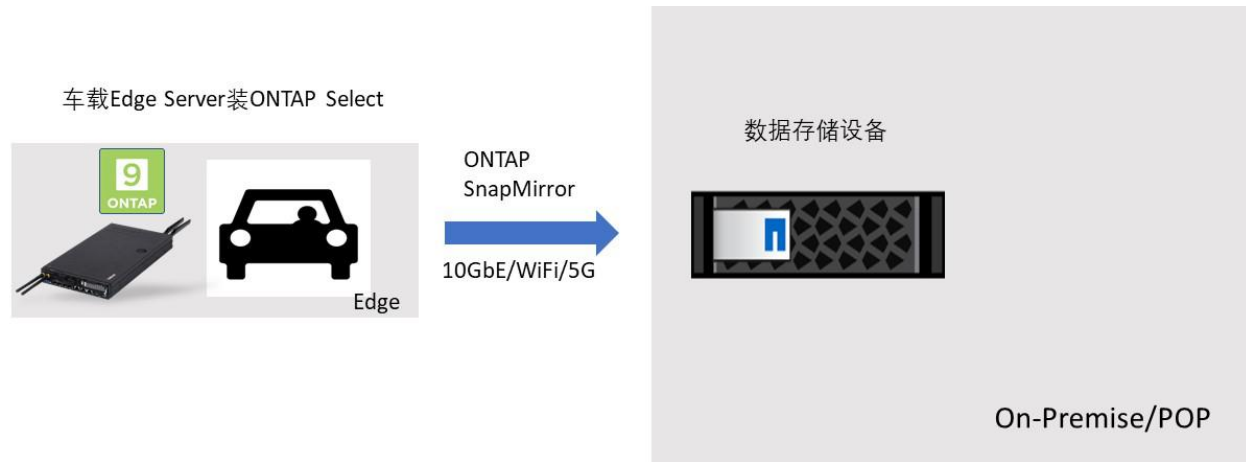 车载Edge Server装ONTAP Select
9
ONTAP
Edge
ONTAP
SnapMirror
10GbE/WiFi/5G
数据存储设备
On-Premise/POP